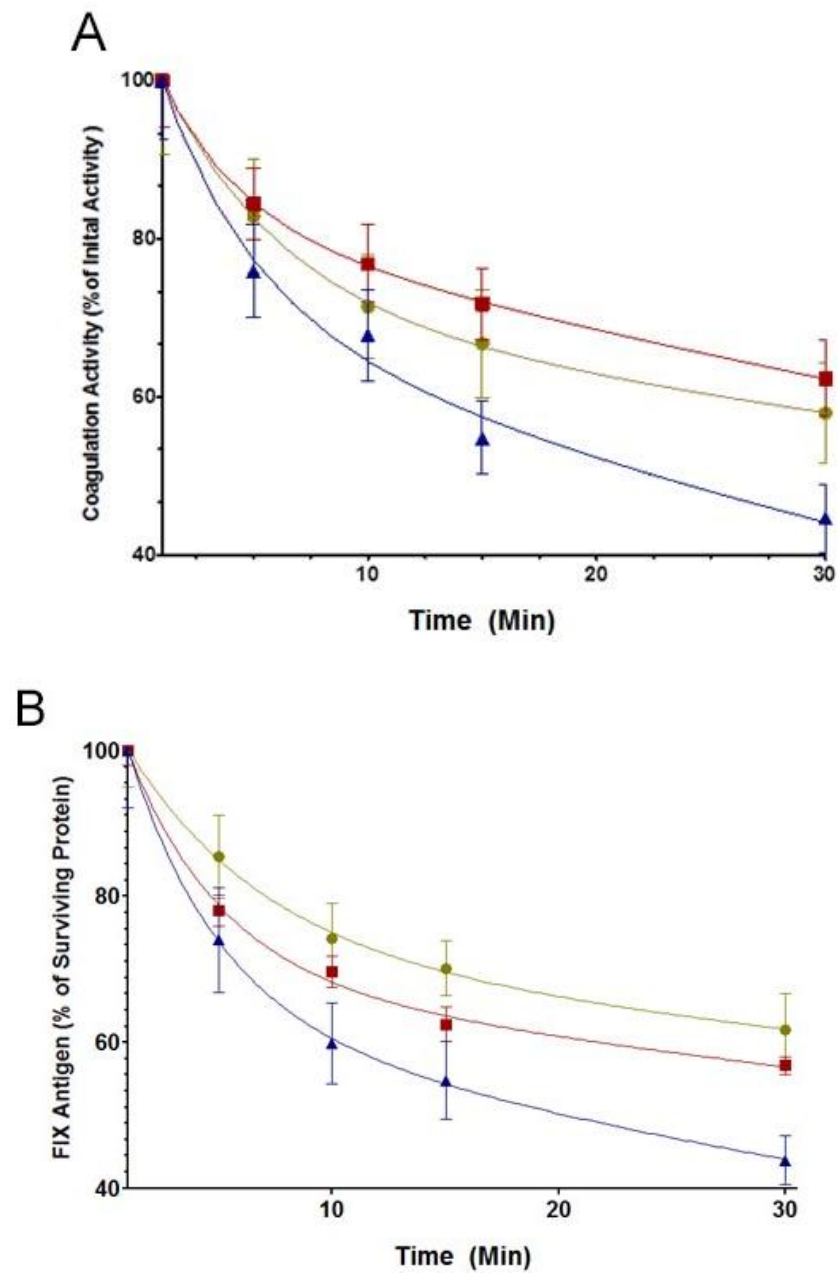 A
100
80
60
40
Coagulation Activity (% of Inital Activity)
10
20
30
Time (Min)
B
100
80
60
40
FIX Antigen (% of Surviving Protein)
10
20
30
Time (Min)